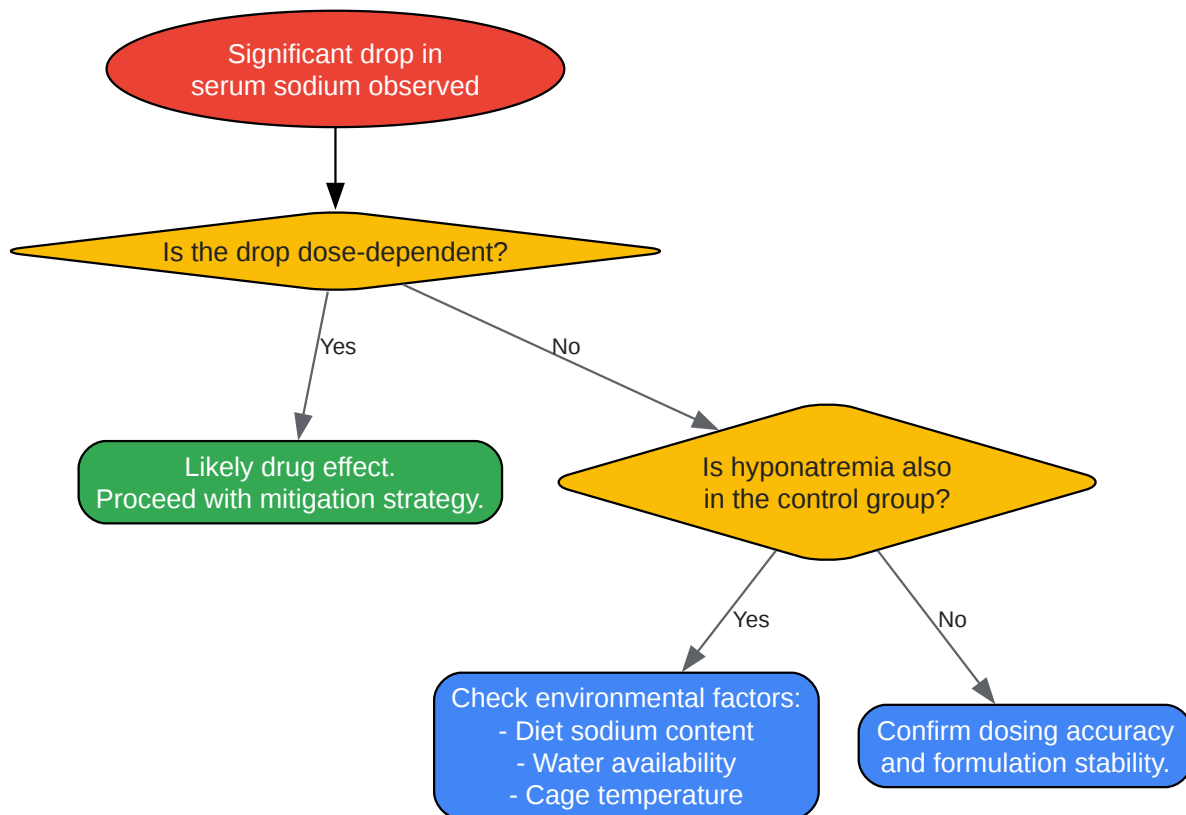 Significant drop in
serum sodium observed
Is the drop dose-dependent?
Yes
No
Likely drug effect.
Proceed with mitigation strategy.
Is hyponatremia also
in the control group?
Yes
No
Check environmental factors:
- Diet sodium content
- Water availability
- Cage temperature
Confirm dosing accuracy
and formulation stability.